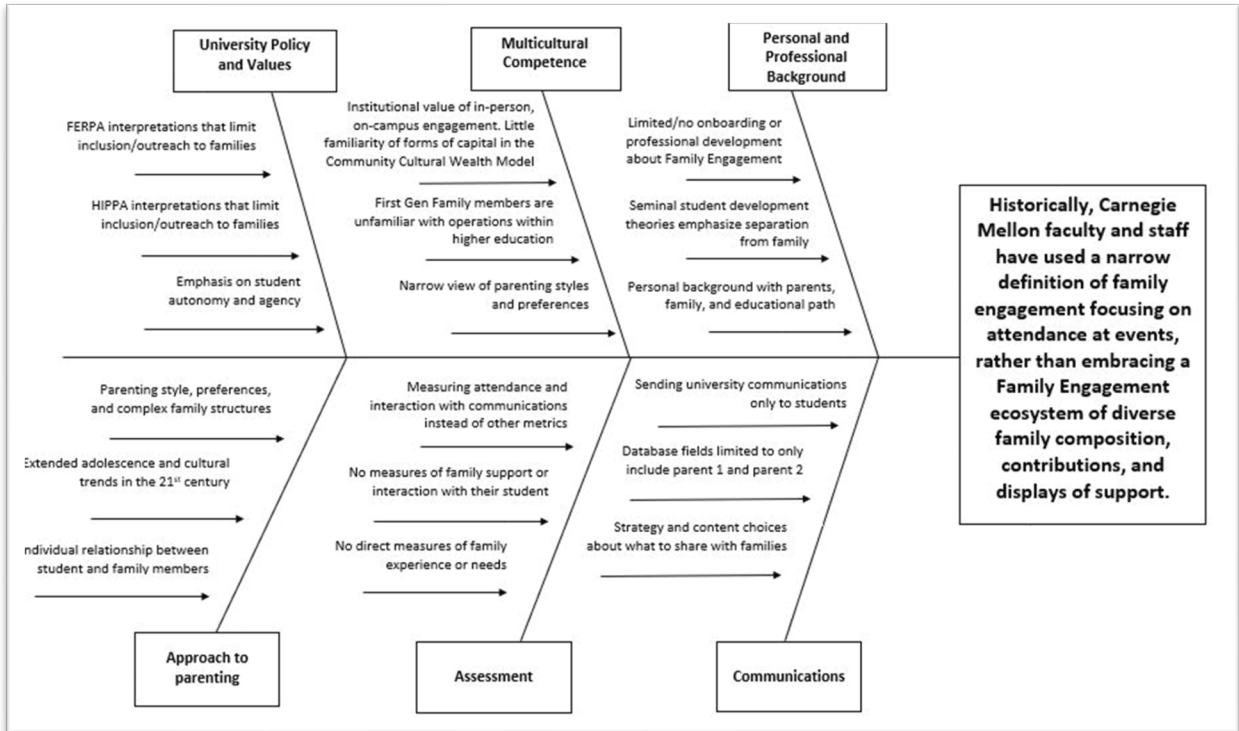 University Policy
and Values
Multicultural
Competence
Personal and
Professional
Background
FERPA interpretations that limit
inclusion/outreach to families
HIPPA interpretations that limit
inclusion/outreach to families
Emphasis on student
autonomy and agency
Institutional value of in-person,
on-campus engagement. Little
familiarity of forms of capital in the
Community Cultural Wealth Model
First Gen Family members are
unfamiliar with operations within
higher education
Narrow view of parenting styles
and preferences
Limited/no onboarding or
professional development
about Family Engagement
Seminal student development
theories emphasize separation
from family
Personal background with parents,
family, and educational path
Historically, Carnegie
Mellon faculty and staff
have used a narrow
definition of family
engagement focusing on
attendance at events,
rather than embracing a
Family Engagement
ecosystem of diverse
family composition,
contributions, and
displays of support.
Parenting style, preferences,
and complex family structures
Extended adolescence and cultural
trends in the 21st century
ndividual relationship between
student and family members
Measuring attendance and
interaction with communications
instead of other metrics
No measures of family support or
interaction with their student
No direct measures of family
experience or needs
Sending university communications
only to students
Database fields limited to only
include parent 1 and parent 2
Strategy and content choices
about what to share with families
Approach to
parenting
Assessment
Communications